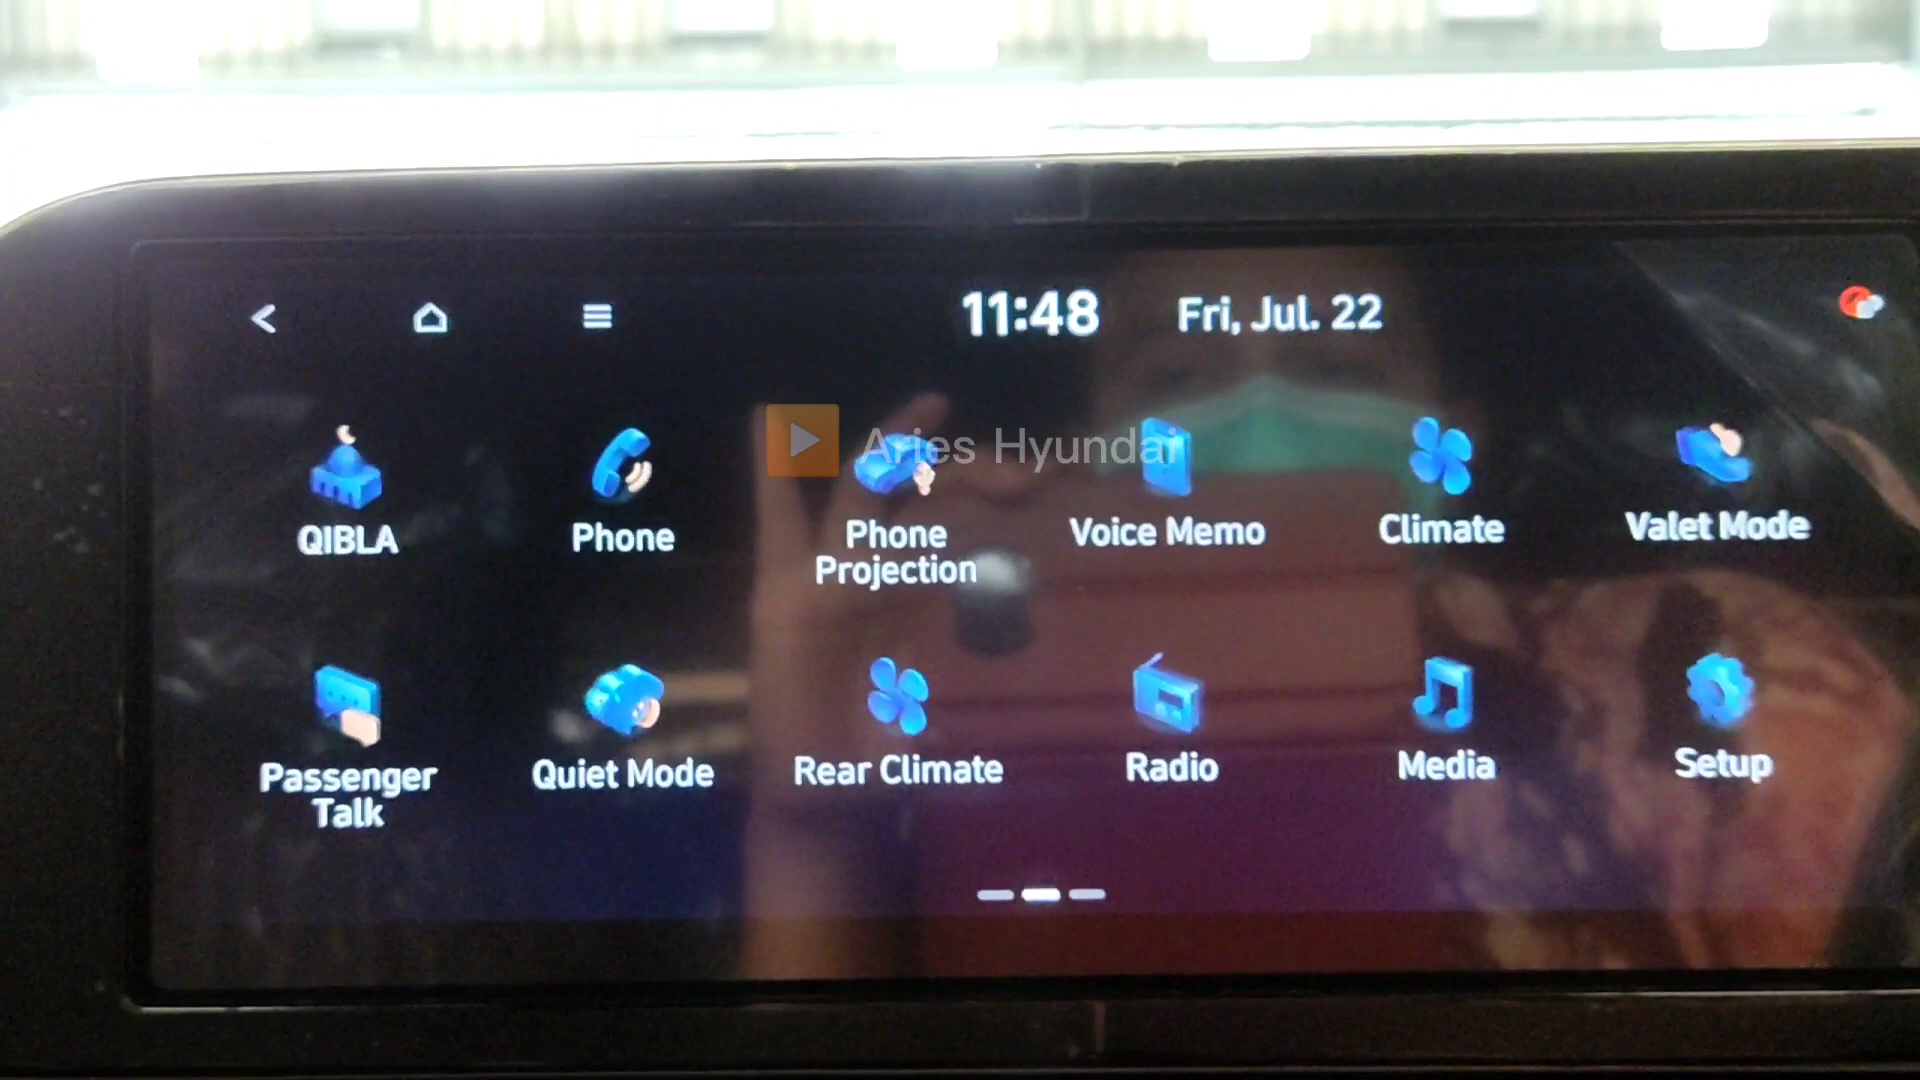 11:48 Fri, Jul. 22
Aries Hyundai
QIBLA
Phone
Phone
Projection
Voice Memo
Climate
Valet Mode
Passenger
Talk
Quiet Mode
Rear Climate
Radio
Media
Setup